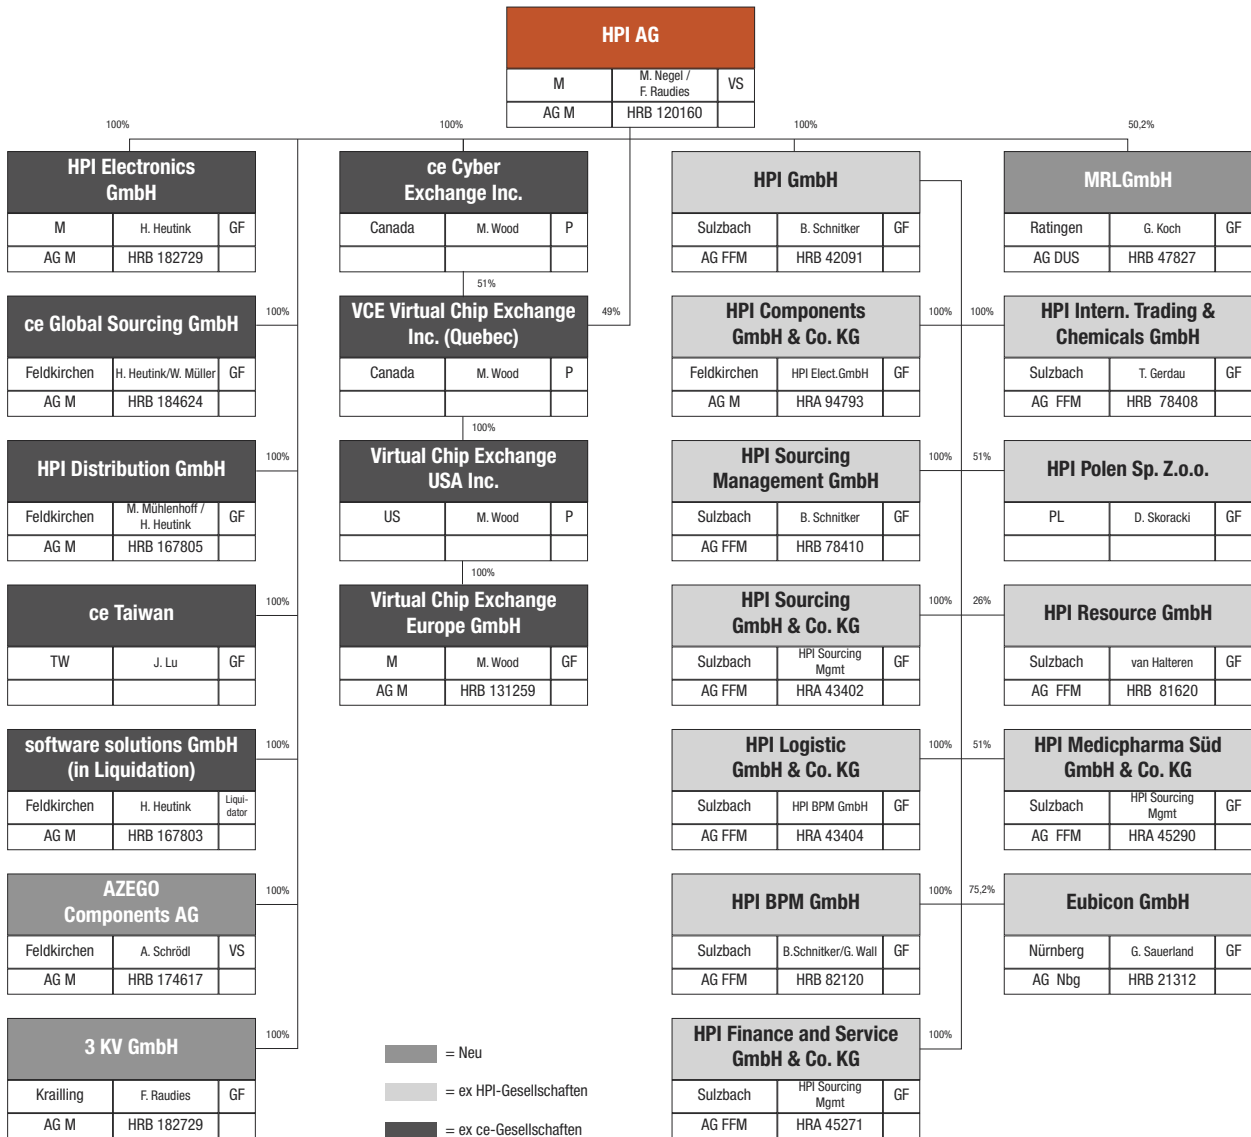 HPI AG
M
M. Negel /
F. Raudies
VS
AG M
HRB 120160
100%
100%
100%
50,2%
HPI Electronics
GmbH
M
H. Heutink
GF
AG M
HRB 182729
ce Global Sourcing GmbH
100%
Feldkirchen
H. Heutink/W. Müller
GF
AG M
HRB 184624
HPI Distribution GmbH
100%
Feldkirchen
M. Mühlenhoff /
H. Heutink
GF
AG M
HRB 167805
ce Taiwan
100%
TW
J. Lu
GF
software solutions GmbH
(in Liquidation)
100%
Feldkirchen
H. Heutink
Liqui-
dator
AG M
HRB 167803
AZEGO
Components AG
100%
Feldkirchen
A. Schrödl
VS
AG M
HRB 174617
3 KV GmbH
100%
Krailling
F. Raudies
GF
AG M
HRB 182729
ce Cyber
Exchange Inc.
Canada
M. Wood
P
51%
VCE Virtual Chip Exchange
Inc. (Quebec)
49%
Canada
M. Wood
P
100%
Virtual Chip Exchange
USA Inc.
US
M. Wood
P
100%
Virtual Chip Exchange
Europe GmbH
M
M. Wood
GF
AG M
HRB 131259
= Neu
= ex HPI-Gesellschaften
= ex ce-Gesellschaften
HPI GmbH
Sulzbach
B. Schnitker
GF
AG FFM
HRB 42091
HPI Components
GmbH & Co. KG
100%
Feldkirchen
HPI Elect.GmbH
GF
AG M
HRA 94793
HPI Sourcing
Management GmbH
100%
Sulzbach
B. Schnitker
GF
AG FFM
HRB 78410
HPI Sourcing
GmbH & Co. KG
100%
Sulzbach
HPI Sourcing
Mgmt
GF
AG FFM
HRA 43402
HPI Logistic
GmbH & Co. KG
100%
Sulzbach
HPI BPM GmbH
GF
AG FFM
HRA 43404
HPI BPM GmbH
100%
Sulzbach
B.Schnitker/G. Wall
GF
AG FFM
HRB 82120
HPI Finance and Service
GmbH & Co. KG
100%
Sulzbach
HPI Sourcing
Mgmt
GF
AG FFM
HRA 45271
MRLGmbH
Ratingen
G. Koch
GF
AG DUS
HRB 47827
100%
HPI Intern. Trading &
Chemicals GmbH
Sulzbach
T. Gerdau
GF
AG FFM
HRB 78408
51%
HPI Polen Sp. Z.o.o.
PL
D. Skoracki
GF
26%
HPI Resource GmbH
Sulzbach
van Halteren
GF
AG FFM
HRB 81620
51%
HPI Medicpharma Süd
GmbH & Co. KG
Sulzbach
HPI Sourcing
Mgmt
GF
AG FFM
HRA 45290
75,2%
Eubicon GmbH
Nürnberg
G. Sauerland
GF
AG Nbg
HRB 21312